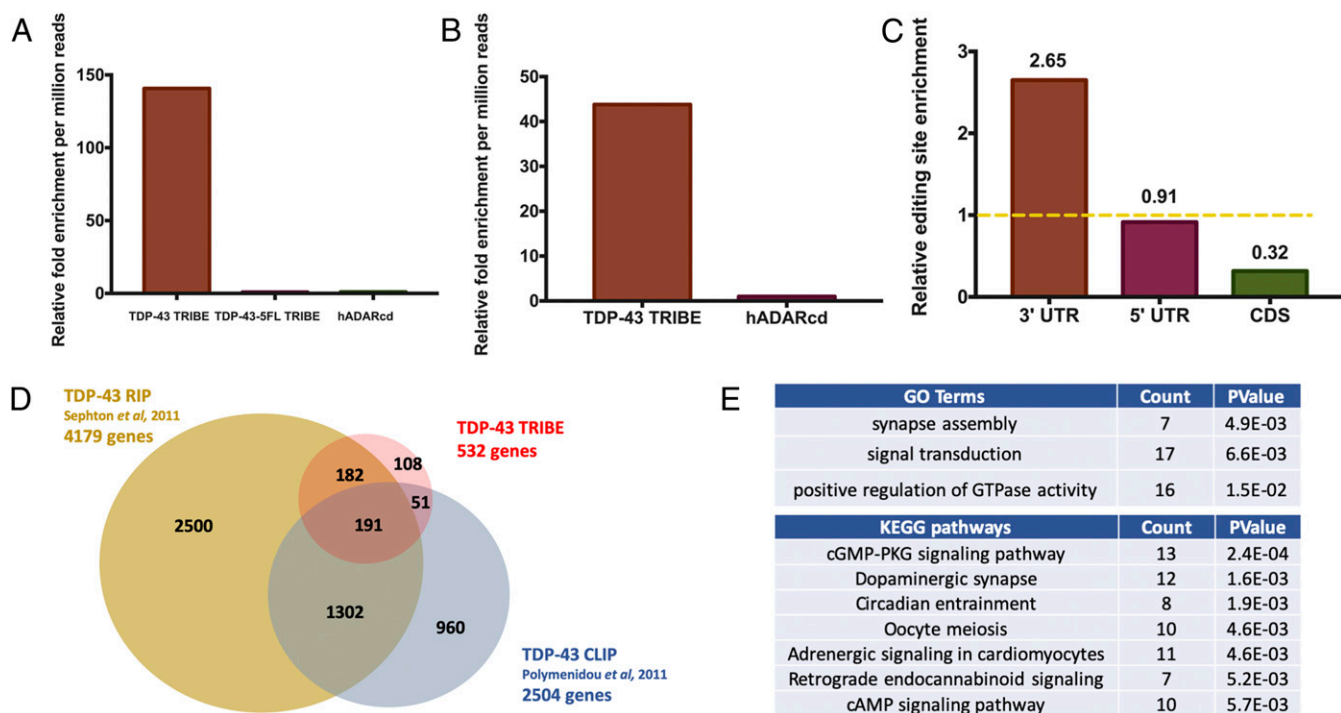 A
Relative fold enrichment per million reads
150
100
50
0
TDP-43 TRIBE TDP-43-5FL TRIBE hADARcd
B
Relative fold enrichment per million reads
50
40
30
20
10
0
TDP-43 TRIBE hADARcd
C
Relative editing site enrichment
3
2
1
0
2.65
0.91
0.32
3' UTR 5' UTR CDS
D
TDP-43 RIP
Sephton et al, 2011
4179 genes
TDP-43 TRIBE
532 genes
182
108
51
2500
191
1302
960
TDP-43 CLIP
Polymenidou et al, 2011
2504 genes
E
GO Terms Count PValue
synapse assembly 7 4.9E-03
signal transduction 17 6.6E-03
positive regulation of GTPase activity 16 1.5E-02
KEGG pathways Count PValue
cGMP-PKG signaling pathway 13 2.4E-04
Dopaminergic synapse 12 1.6E-03
Circadian entrainment 8 1.9E-03
Oocyte meiosis 10 4.6E-03
Adrenergic signaling in cardiomyocytes 11 4.6E-03
Retrograde endocannabinoid signaling 7 5.2E-03
cAMP signaling pathway 10 5.7E-03